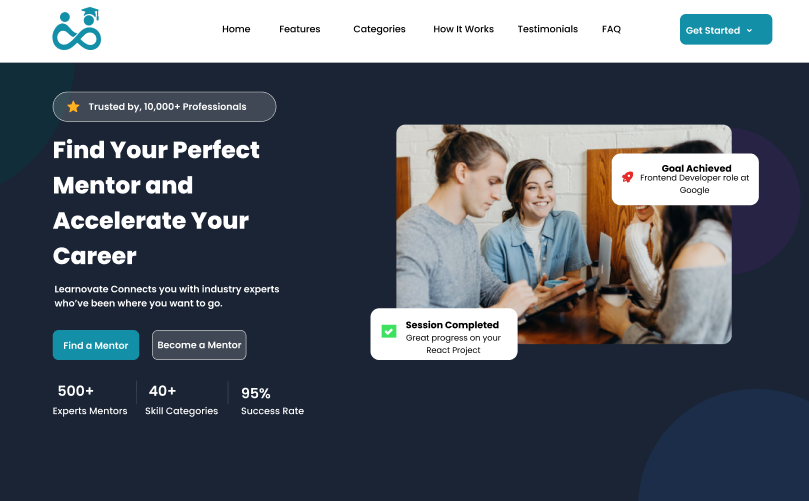 Home Features Categories How It Works Testimonials FAQ Get Started
Trusted by, 10,000+ Professionals
Find Your Perfect
Mentor and
Accelerate Your
Career
Learnovate Connects you with industry experts
who've been where you want to go.
Find a Mentor Become a Mentor
500+ 40+ 95%
Experts Mentors Skill Categories Success Rate
Goal Achieved
Frontend Developer role at
Google
Session Completed
Great progress on your
React Project